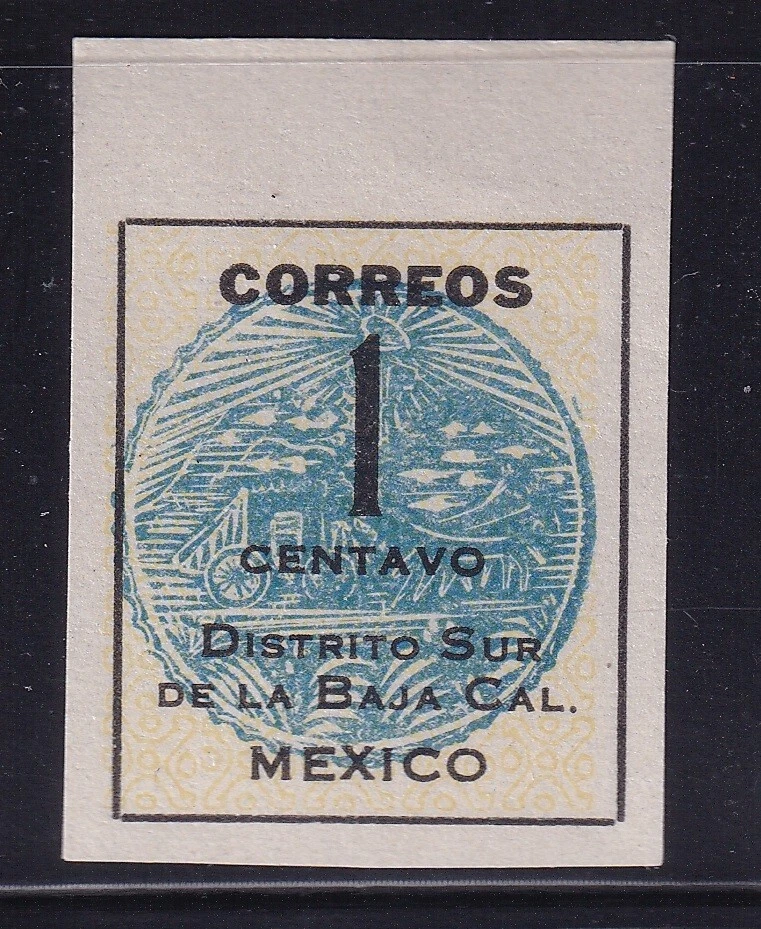 CORREOS
1
CENTAVO
DISTRITO SUR
DE LA BAJA CAL.
MEXICO